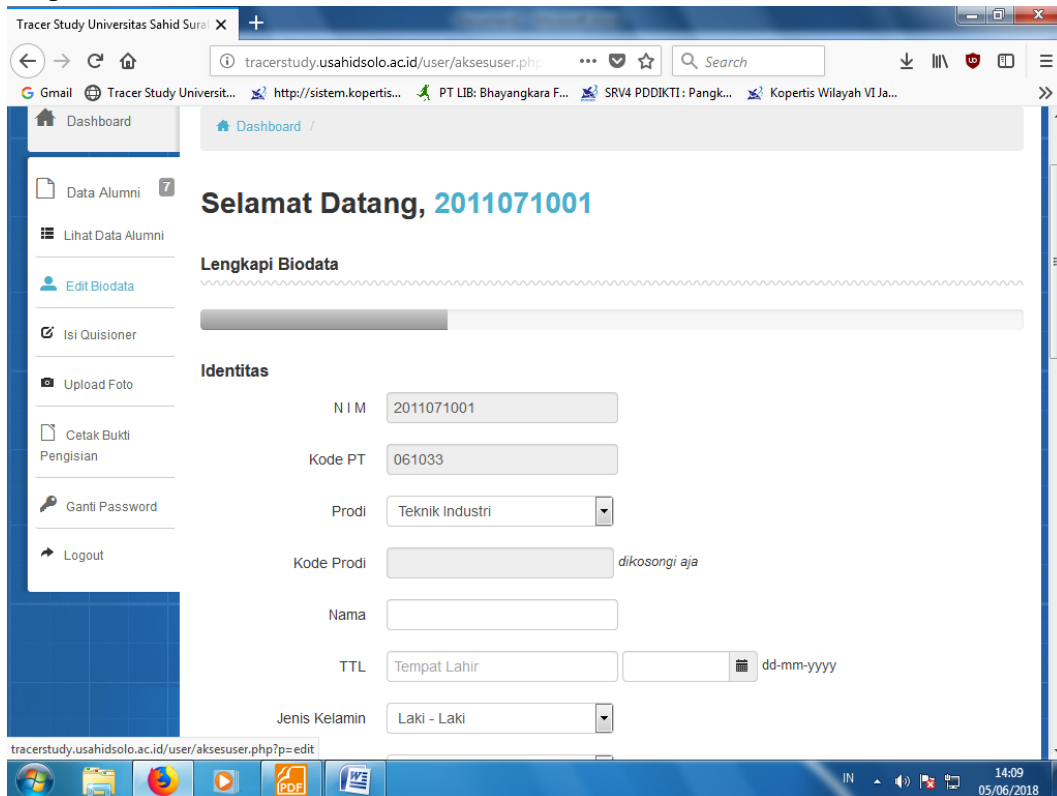 Tracer Study Universitas Sahid Sura
tracerstudy.usahidsolo.ac.id/user/aksesuser.php
Search
Gmail
Tracer Study Universit...
http://sistem.kopertis...
PT LIB: Bhayangkara F...
SRV4 PDDIKTI : Pangk...
Kopertis Wilayah VI Ja...
Dashboard
Dashboard /
Data Alumni 7
Lihat Data Alumni
Edit Biodata
Isi Quisioner
Upload Foto
Cetak Bukti
Pengisian
Ganti Password
Logout
Selamat Datang, 2011071001
Lengkapi Biodata
Identitas
N I M 2011071001
Kode PT 061033
Prodi Teknik Industri
Kode Prodi dikosongi aja
Nama
TTL Tempat Lahir dd-mm-yyyy
Jenis Kelamin Laki - Laki
tracerstudy.usahidsolo.ac.id/user/aksesuser.php?p=edit
PDF
IN
14:09
05/06/2018